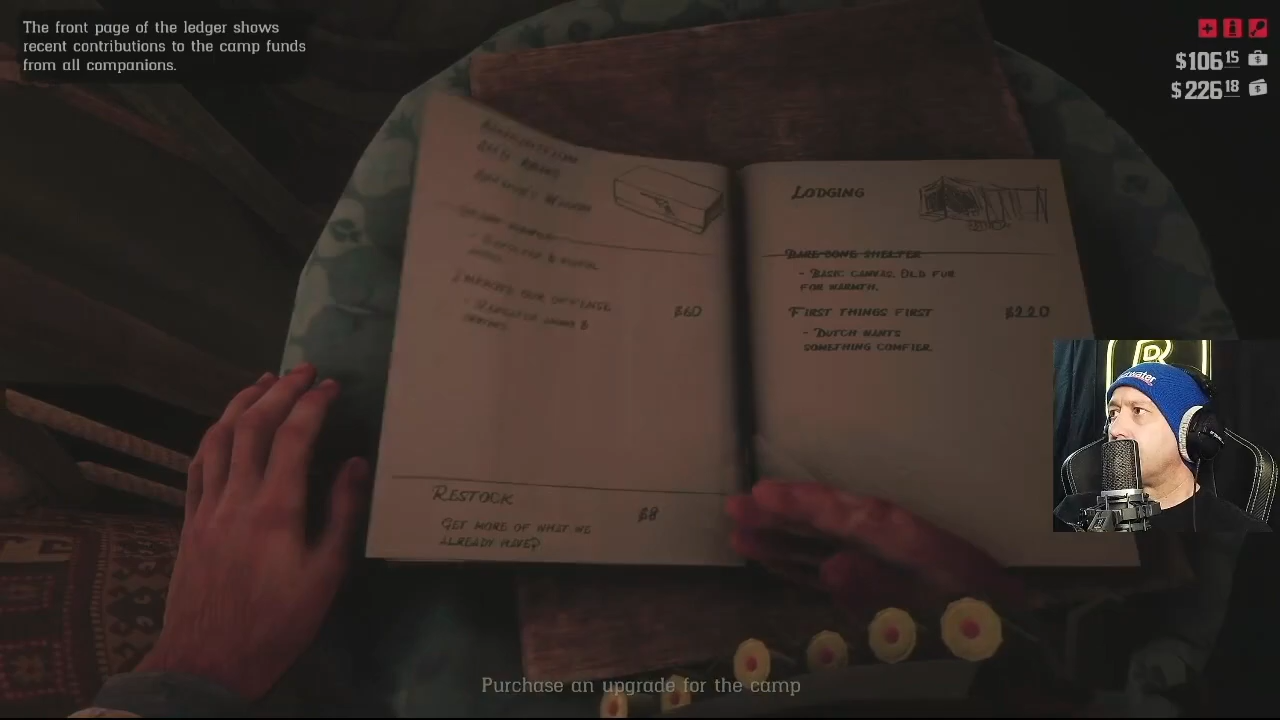 The front page of the ledger shows
recent contributions to the camp funds
from all companions.
$106 15
$226 18
$60
Restock
$8
Get more of what we
already have?
Lodging
Bare bone shelter
- Basic canvas. Old fur
for warmth.
First things first
$220
- Dutch wants
something comfier.
Purchase an upgrade for the camp